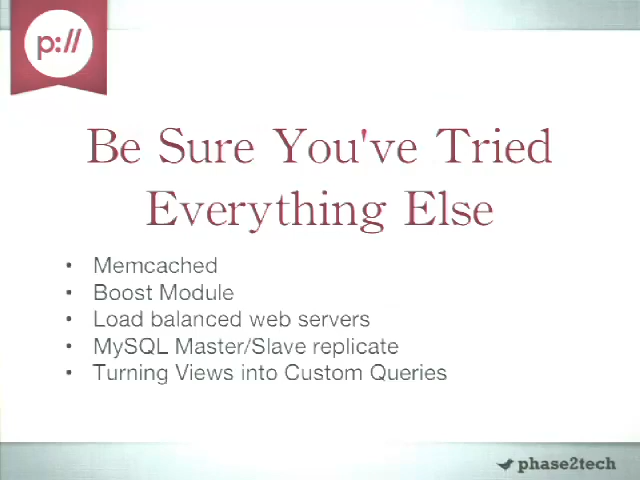 p://
Be Sure You've Tried
Everything Else
• Memcached
• Boost Module
• Load balanced web servers
• MySQL Master/Slave replicate
• Turning Views into Custom Queries
phase2tech